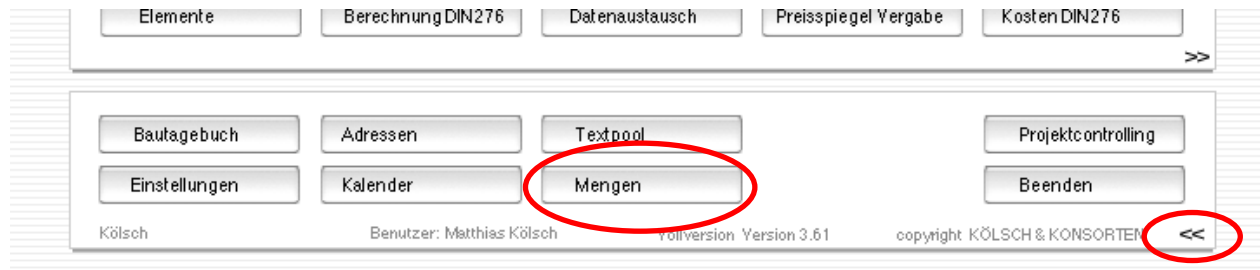 Elemente Berechnung DIN276 Datenaustausch Preisspiegel Vergabe Kosten DIN276
>>
Bautagebuch Adressen Textpool Projektcontrolling
Einstellungen Kalender Mengen Beenden
Kölsch Benutzer: Matthias Kölsch Vollversion Version 3.61 copyright KÖLSCH & KONSORTEN <<